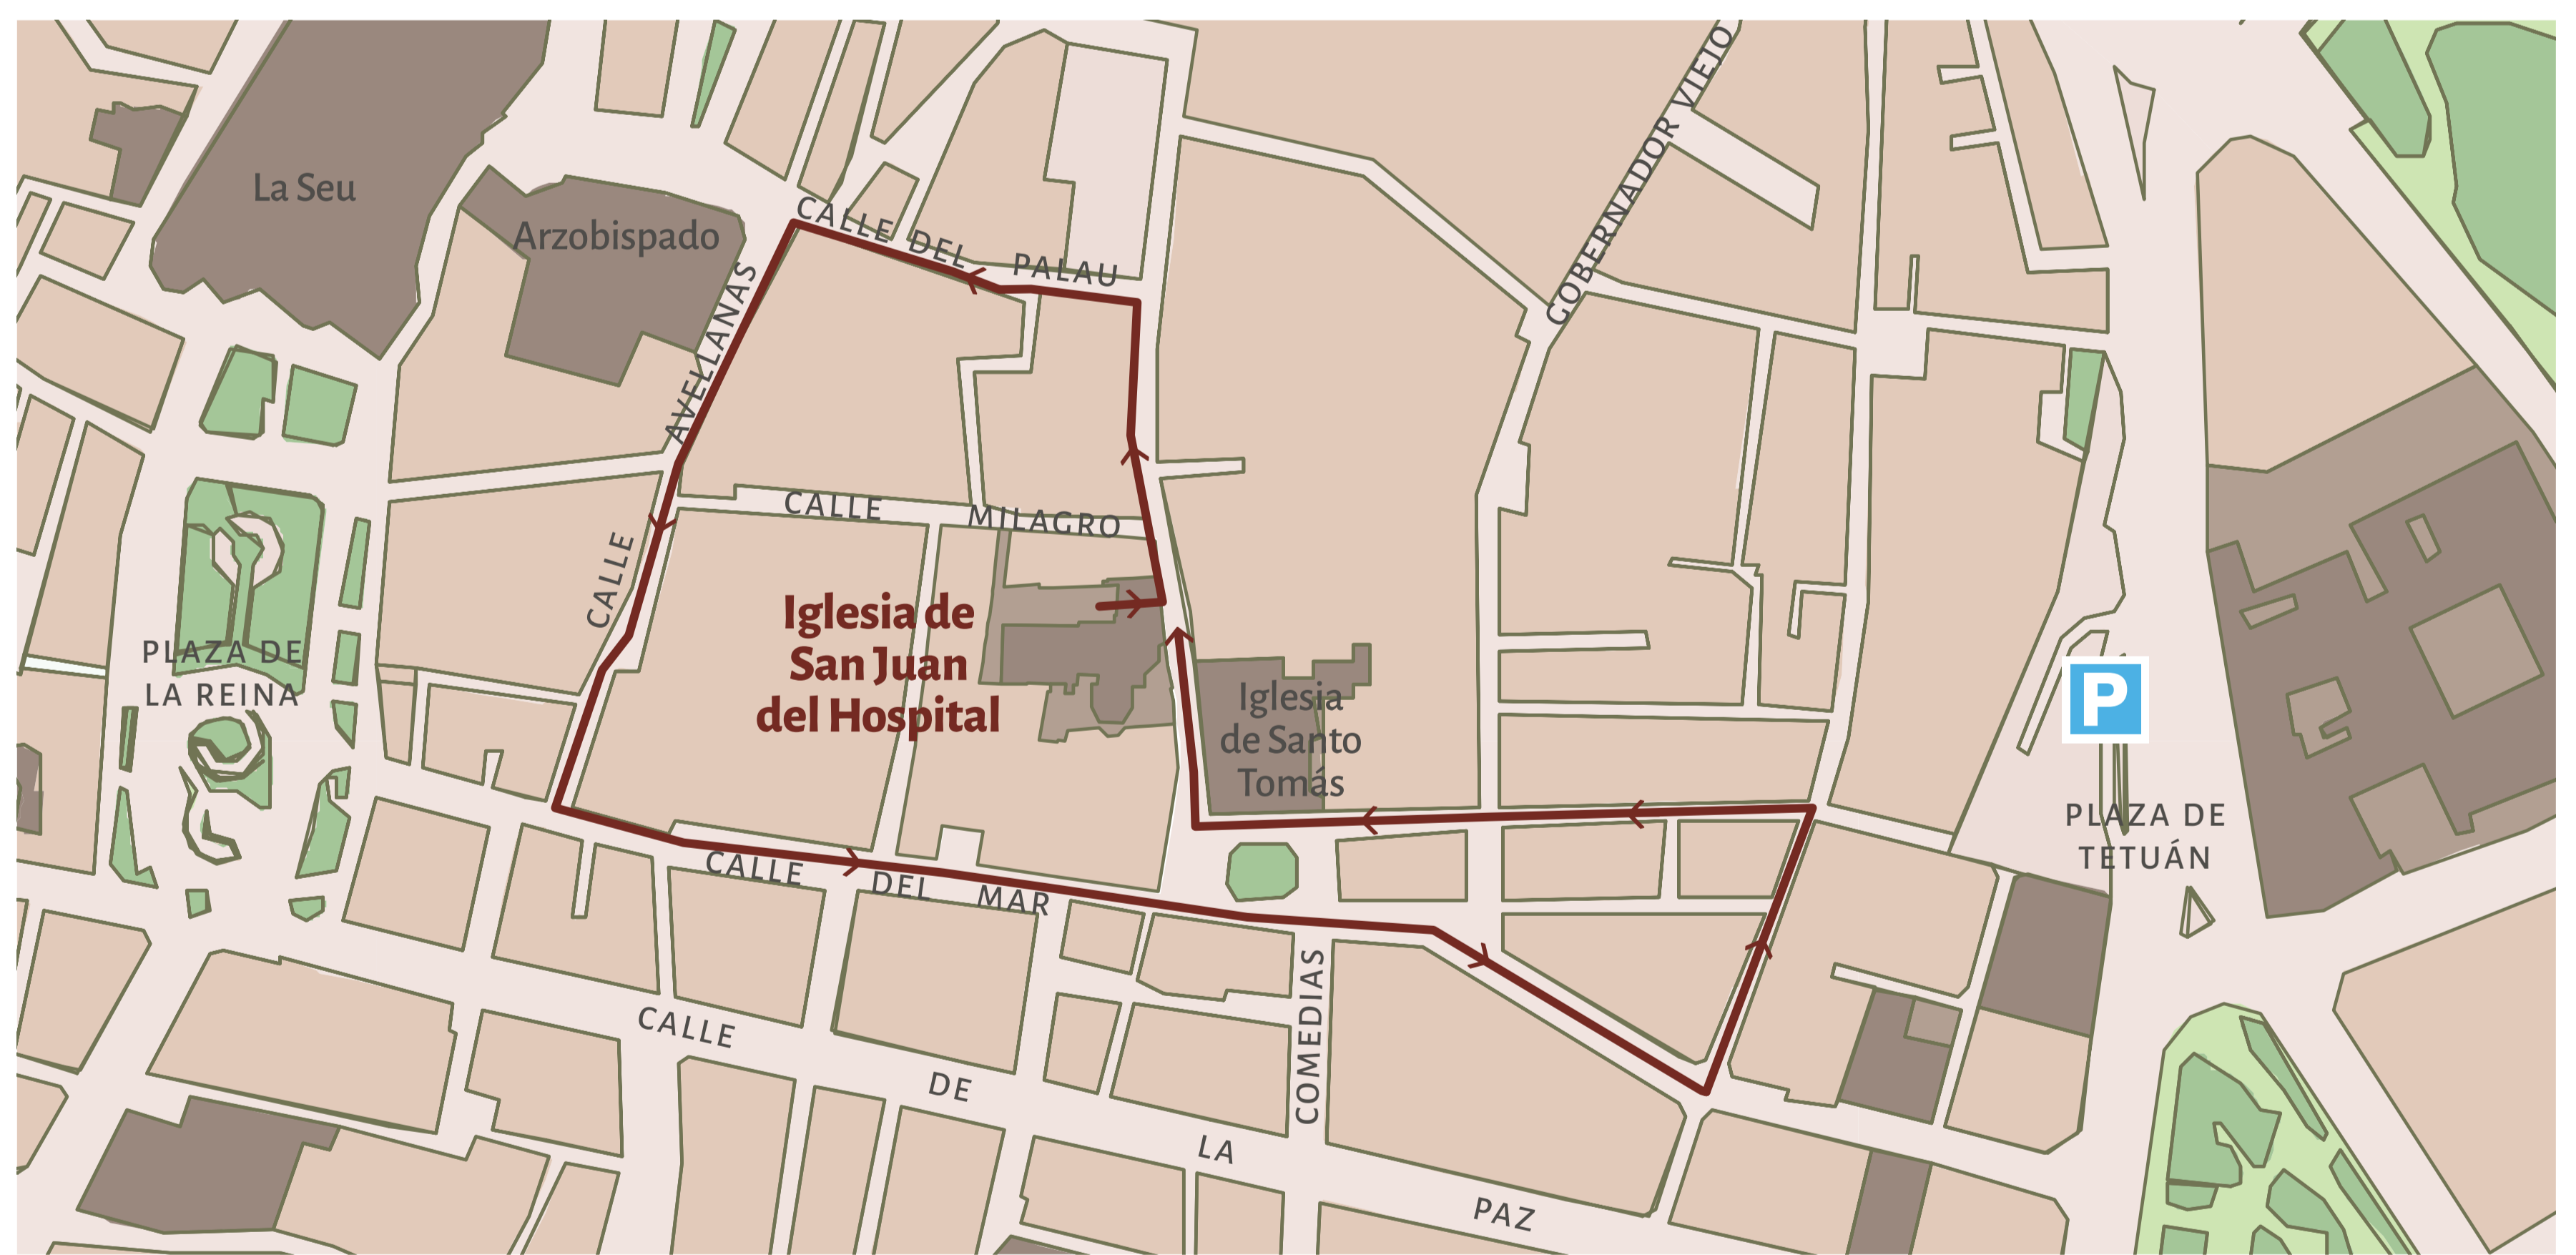 GOBERNADOR VIEJO
La Seu
CALLE DEL PALAU
Arzobispado
CALLE AVELLANAS
CALLE MILAGRO
Iglesia de
San Juan
del Hospital
PLAZA DE
LA REINA
Iglesia
de Santo
Tomás
P
PLAZA DE
TETUÁN
CALLE DEL MAR
COMEDIAS
CALLE DE LA PAZ